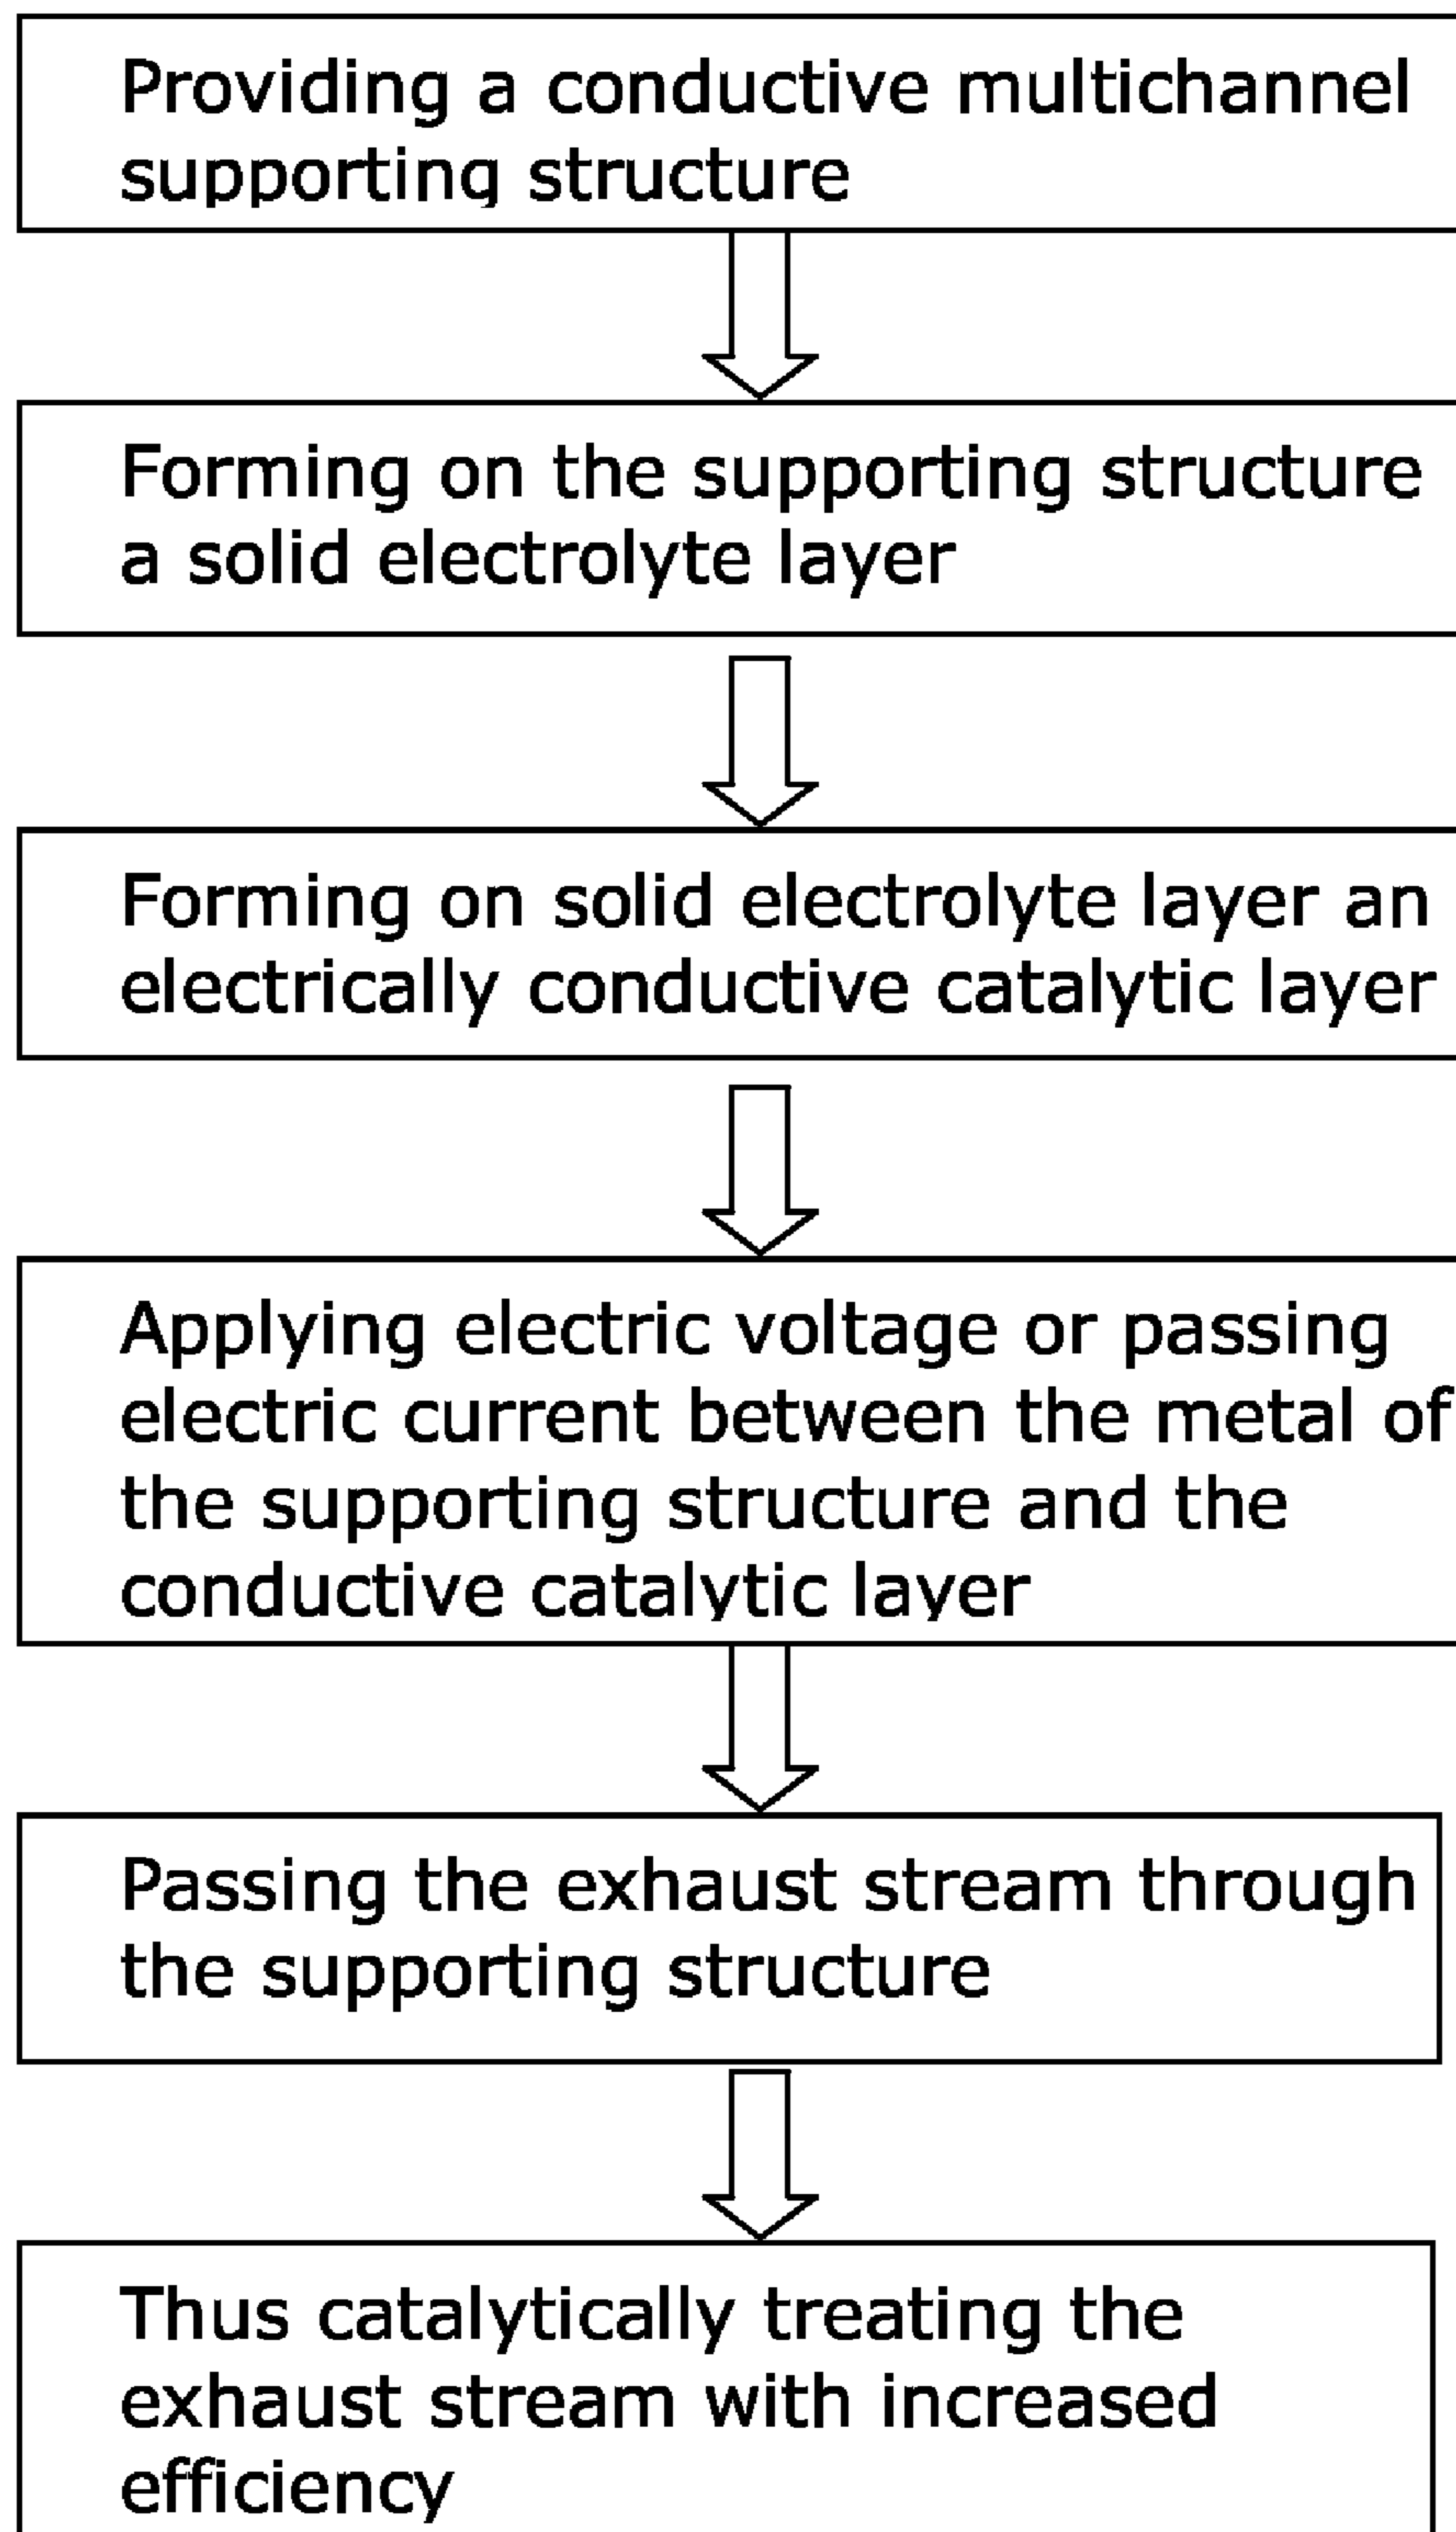 Providing a conductive multichannel
supporting structure
Forming on the supporting structure
a solid electrolyte layer
Forming on solid electrolyte layer an
electrically conductive catalytic layer
Applying electric voltage or passing
electric current between the metal of
the supporting structure and the
conductive catalytic layer
Passing the exhaust stream through
the supporting structure
Thus catalytically treating the
exhaust stream with increased
efficiency